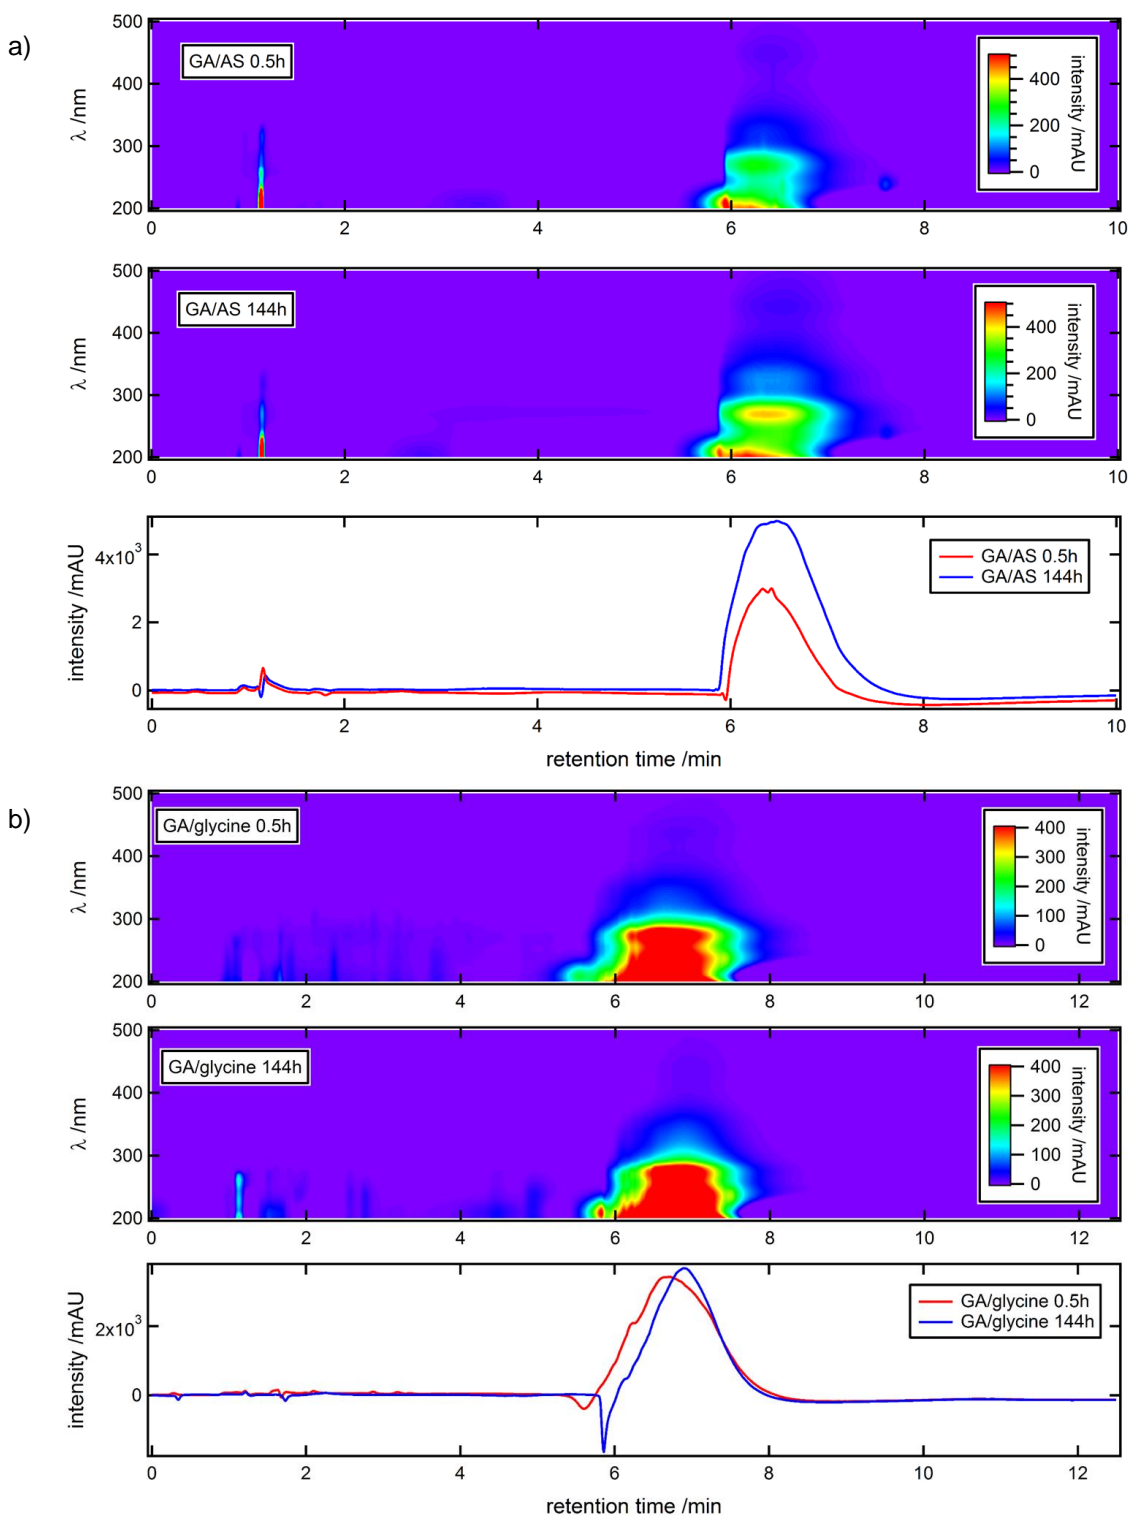 a)
500
400
300
200
λ /nm
GA/AS 0.5h
400
200
0
intensity /mAU
0 2 4 6 8 10
500
400
300
200
λ /nm
GA/AS 144h
400
200
0
intensity /mAU
0 2 4 6 8 10
intensity /mAU
4x10³
2
0
GA/AS 0.5h
GA/AS 144h
0 2 4 6 8 10
retention time /min
b)
500
400
300
200
λ /nm
GA/glycine 0.5h
400
300
200
100
0
intensity /mAU
0 2 4 6 8 10 12
500
400
300
200
λ /nm
GA/glycine 144h
400
300
200
100
0
intensity /mAU
0 2 4 6 8 10 12
intensity /mAU
2x10³
0
GA/glycine 0.5h
GA/glycine 144h
0 2 4 6 8 10 12
retention time /min